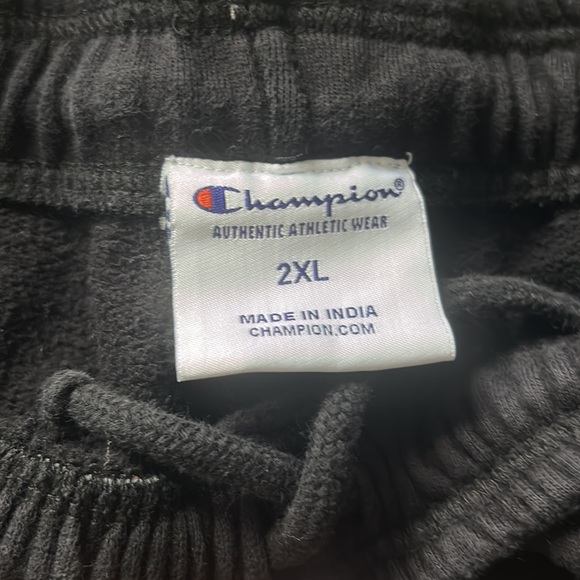 Champion®
AUTHENTIC ATHLETIC WEAR
2XL
MADE IN INDIA
CHAMPION.COM